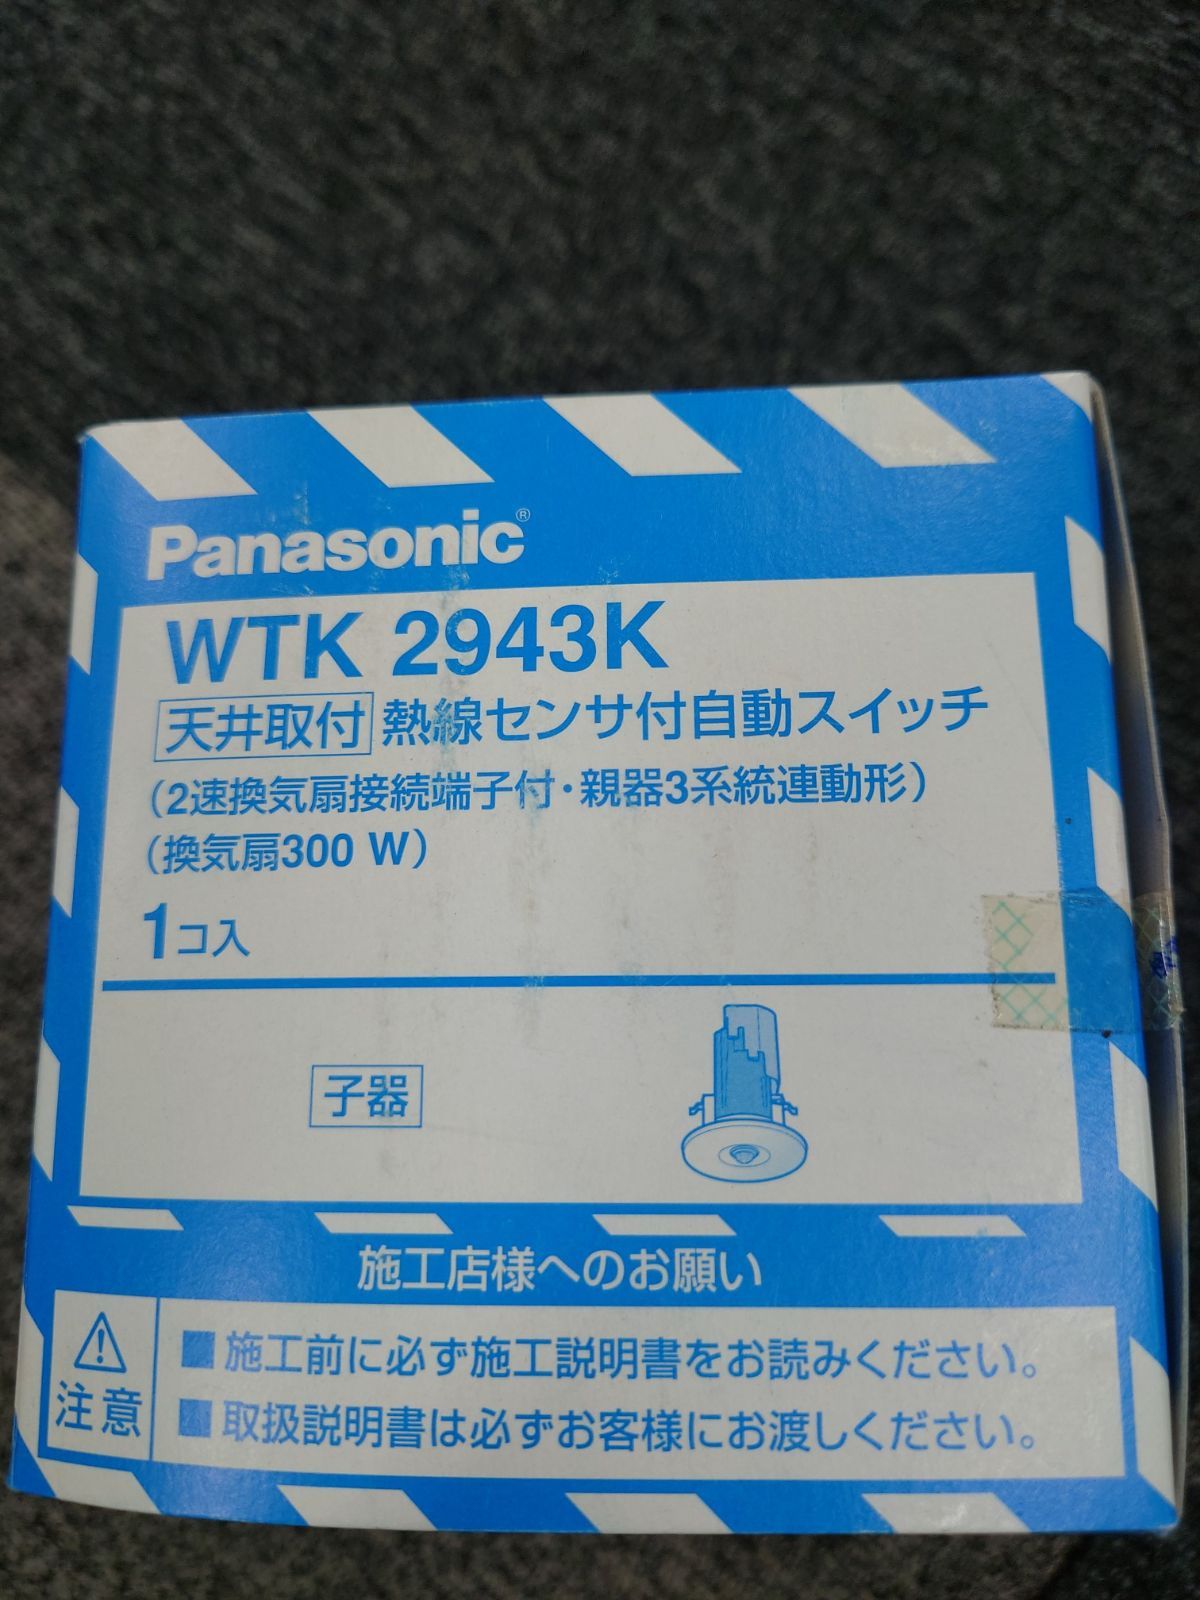 Panasonic®
WTK 2943K
天井取付 熱線センサ付自動スイッチ
(2速換気扇接続端子付・親器3系統連動形)
(換気扇300 W)
1コ入
子器
施工店様へのお願い
注意
■施工前に必ず施工説明書をお読みください。
■取扱説明書は必ずお客様にお渡しください。